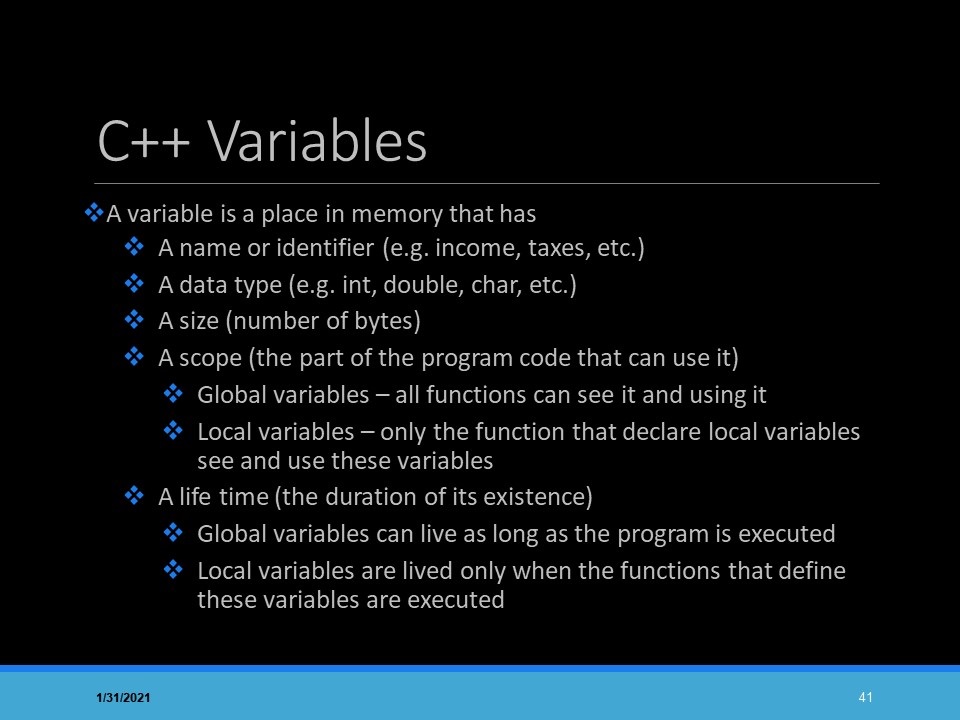 C++ Variables
❖A variable is a place in memory that has
❖ A name or identifier (e.g. income, taxes, etc.)
❖ A data type (e.g. int, double, char, etc.)
❖ A size (number of bytes)
❖ A scope (the part of the program code that can use it)
❖ Global variables – all functions can see it and using it
❖ Local variables – only the function that declare local variables
see and use these variables
❖ A life time (the duration of its existence)
❖ Global variables can live as long as the program is executed
❖ Local variables are lived only when the functions that define
these variables are executed
1/31/2021
41